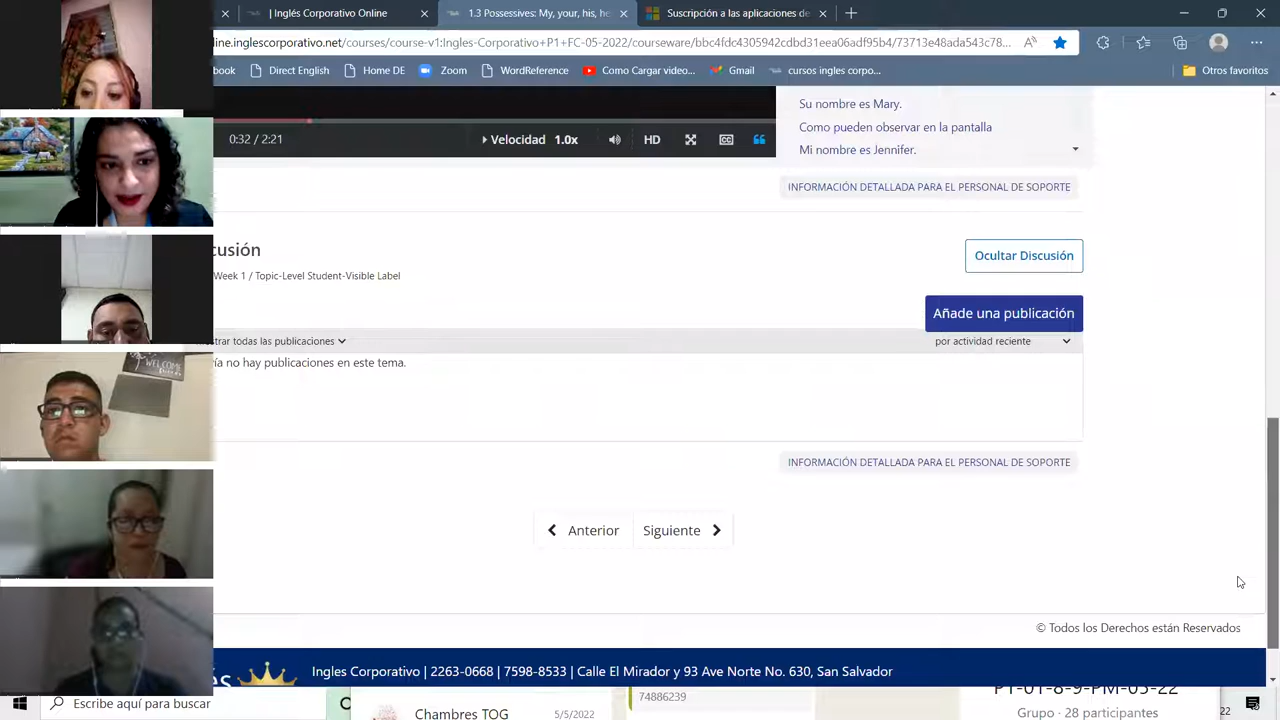 | Inglés Corporativo Online
1.3 Possessives: My, your, his, he
Suscripción a las aplicaciones de
line.inglescorporativo.net/courses/course-v1:Ingles-Corporativo+P1+FC-05-2022/courseware/bbc4fdc4305942cdbd31eea06adf95b4/73713e48ada543c78...
book
Direct English
Home DE
Zoom
WordReference
Como Cargar video...
Gmail
cursos ingles corpo...
Otros favoritos
Su nombre es Mary.
Como pueden observar en la pantalla
Mi nombre es Jennifer.
0:32 / 2:21
Velocidad 1.0x
HD
INFORMACIÓN DETALLADA PARA EL PERSONAL DE SOPORTE
cusión
Ocultar Discusión
Week 1 / Topic-Level Student-Visible Label
Añade una publicación
strar todas las publicaciones
por actividad reciente
ía no hay publicaciones en este tema.
INFORMACIÓN DETALLADA PARA EL PERSONAL DE SOPORTE
Anterior
Siguiente
© Todos los Derechos están Reservados
és
Ingles Corporativo | 2263-0668 | 7598-8533 | Calle El Mirador y 93 Ave Norte No. 630, San Salvador
WELCOME
Escribe aquí para buscar
Chambres TOG
5/5/2022
74886239
P1-01-8-9-PM-05-22
Grupo · 28 participantes
22